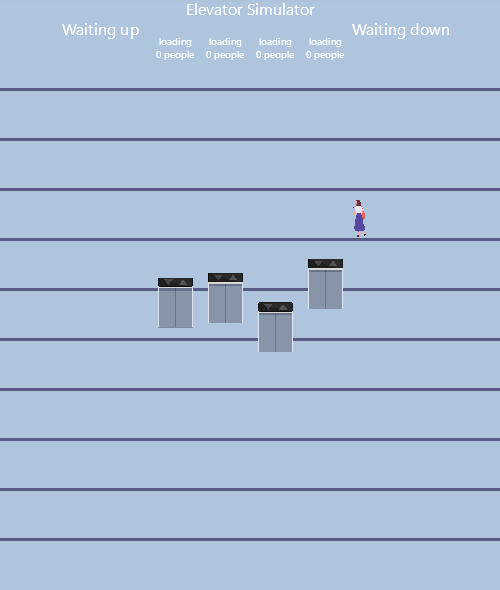 Elevator Simulator
Waiting up
Waiting down
loading loading loading loading
0 people 0 people 0 people 0 people